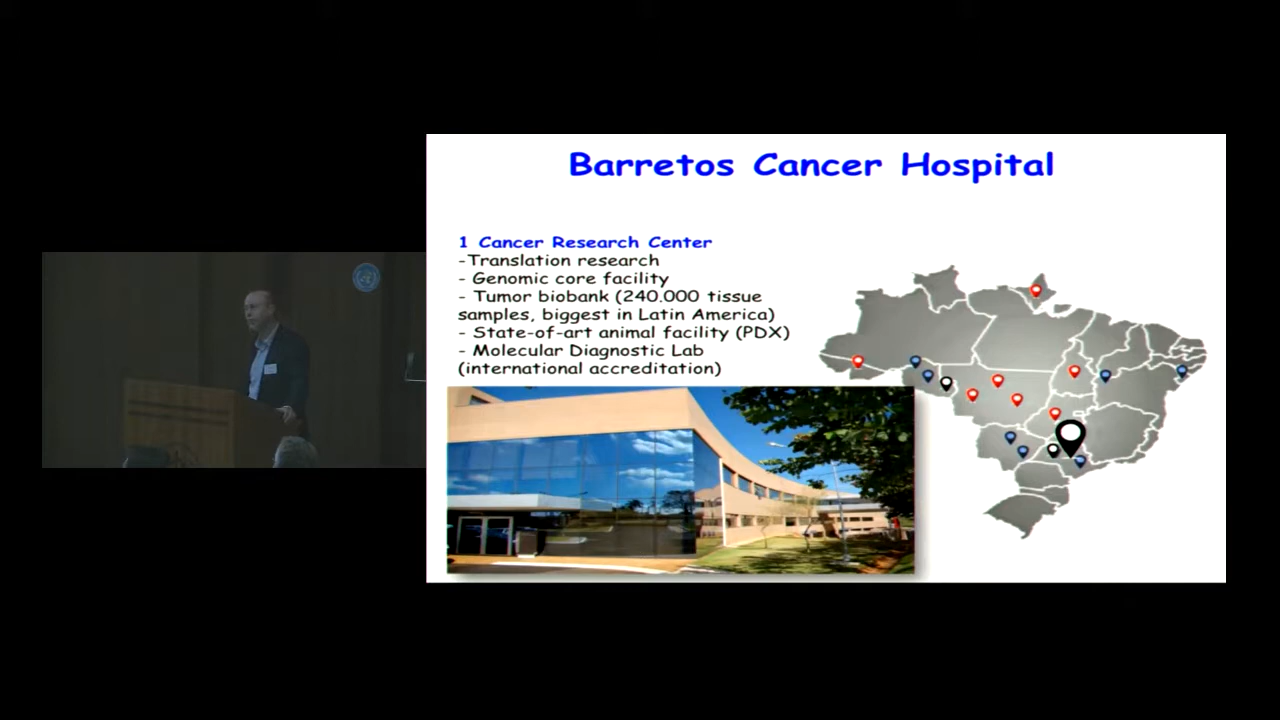 Barretos Cancer Hospital
1 Cancer Research Center
-Translation research
- Genomic core facility
- Tumor biobank (240.000 tissue
samples, biggest in Latin America)
- State-of-art animal facility (PDX)
- Molecular Diagnostic Lab
(international accreditation)